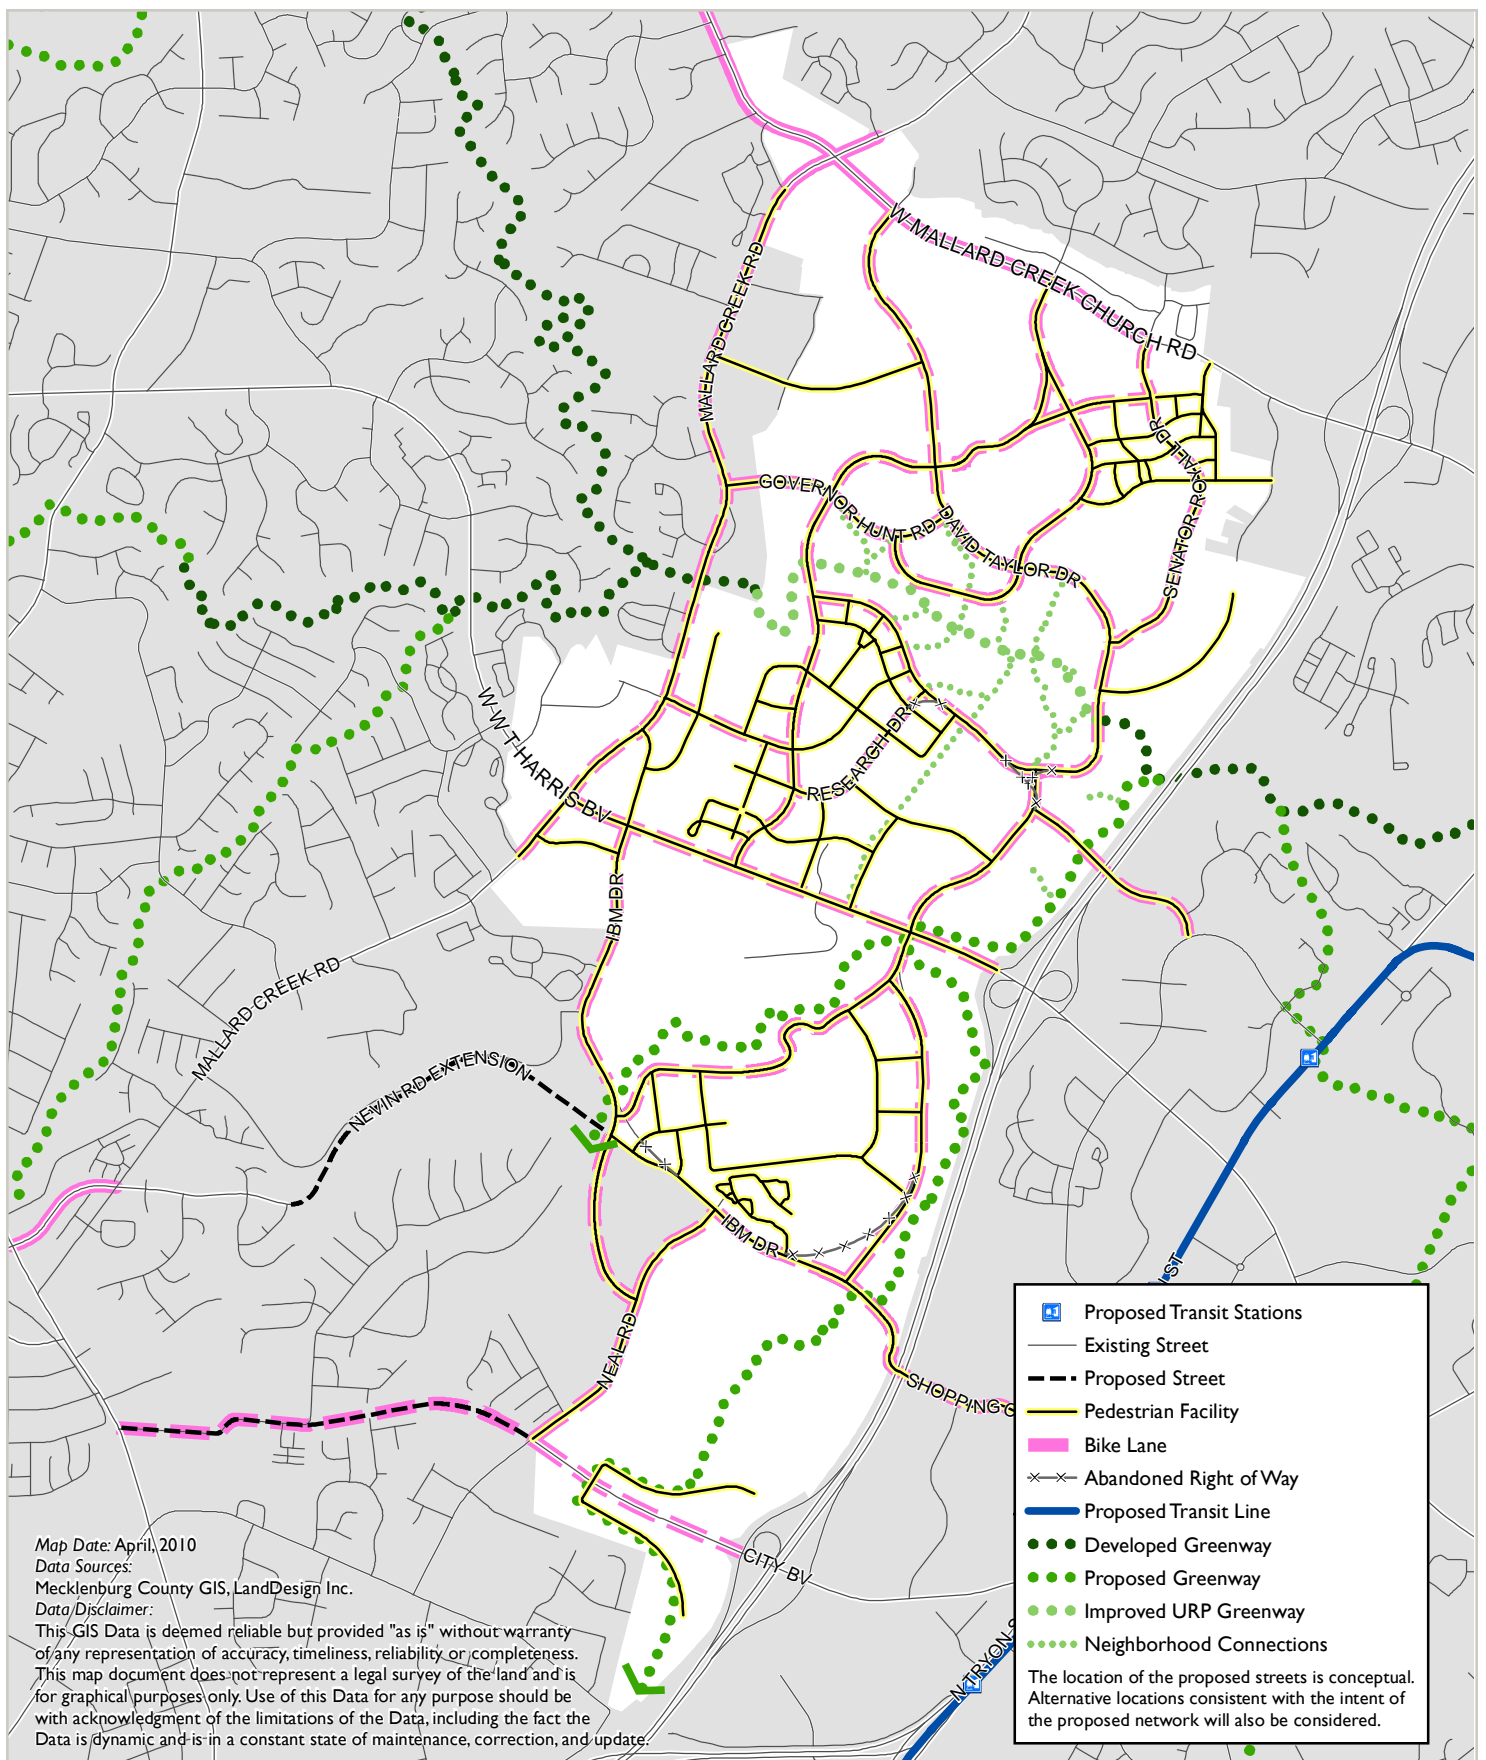 W MALLARD CREEK CHURCH RD
MALLARD CREEK RD
GOVERNOR HUNT RD
DAVID TAYLOR DR
SENATOR ROYALL DR
W W T HARRIS BV
RESEARCH DR
IBM DR
MALLARD CREEK RD
NEVIN RD EXTENSION
IBM DR
NEAL RD
SHOPPING C
CITY BV
N TRYON S
ST
Proposed Transit Stations
Existing Street
Proposed Street
Pedestrian Facility
Bike Lane
Abandoned Right of Way
Proposed Transit Line
Developed Greenway
Proposed Greenway
Improved URP Greenway
Neighborhood Connections
The location of the proposed streets is conceptual.
Alternative locations consistent with the intent of
the proposed network will also be considered.
Map Date: April, 2010
Data Sources:
Mecklenburg County GIS, LandDesign Inc.
Data Disclaimer:
This GIS Data is deemed reliable but provided "as is" without warranty
of any representation of accuracy, timeliness, reliability or completeness.
This map document does not represent a legal survey of the land and is
for graphical purposes only. Use of this Data for any purpose should be
with acknowledgment of the limitations of the Data, including the fact the
Data is dynamic and is in a constant state of maintenance, correction, and update.